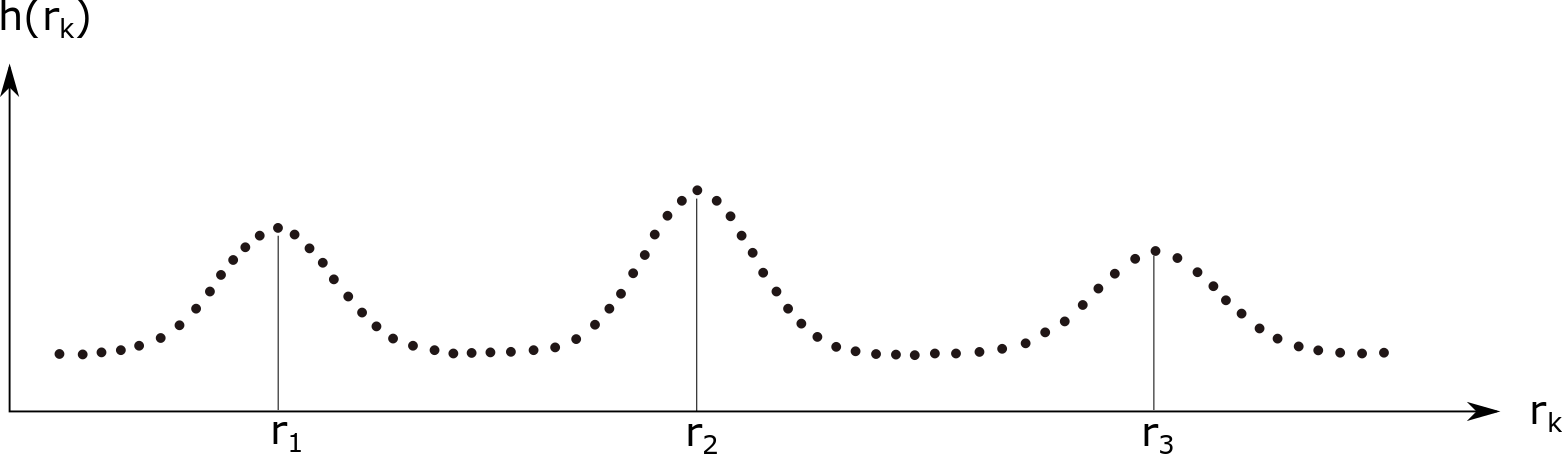 h(rₖ)
r₁ r₂ r₃ rₖ